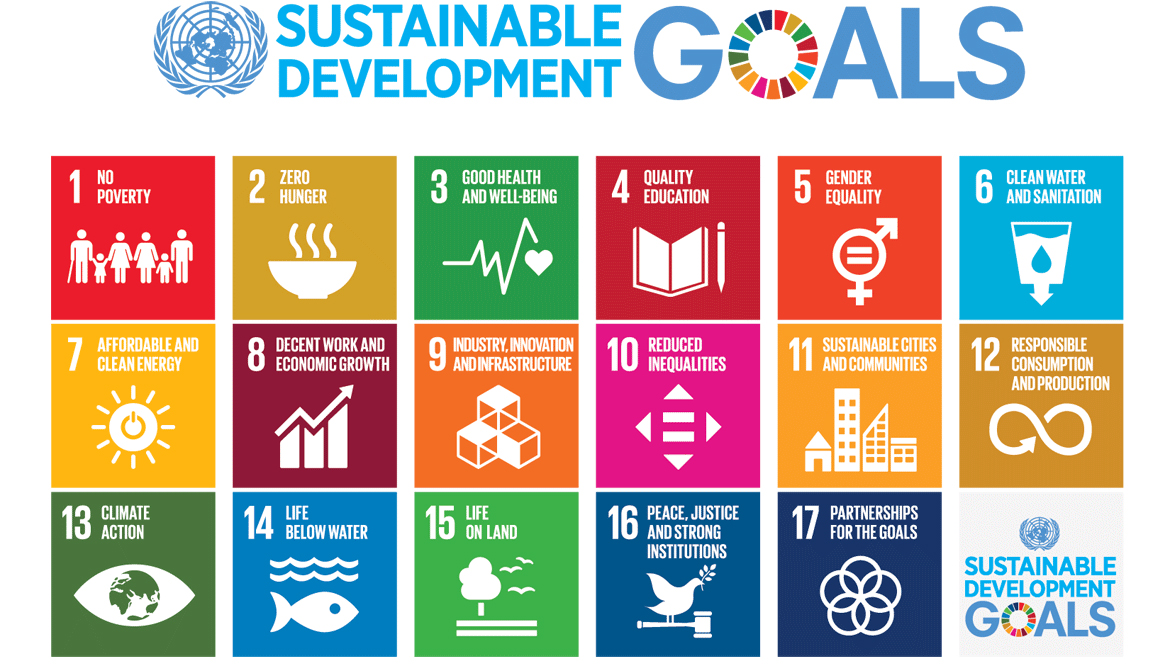 SUSTAINABLE
DEVELOPMENT
GOALS
1 NO
POVERTY
2 ZERO
HUNGER
3 GOOD HEALTH
AND WELL-BEING
4 QUALITY
EDUCATION
5 GENDER
EQUALITY
6 CLEAN WATER
AND SANITATION
7 AFFORDABLE AND
CLEAN ENERGY
8 DECENT WORK AND
ECONOMIC GROWTH
9 INDUSTRY, INNOVATION
AND INFRASTRUCTURE
10 REDUCED
INEQUALITIES
11 SUSTAINABLE CITIES
AND COMMUNITIES
12 RESPONSIBLE
CONSUMPTION
AND PRODUCTION
13 CLIMATE
ACTION
14 LIFE
BELOW WATER
15 LIFE
ON LAND
16 PEACE, JUSTICE
AND STRONG
INSTITUTIONS
17 PARTNERSHIPS
FOR THE GOALS
SUSTAINABLE
DEVELOPMENT
GOALS